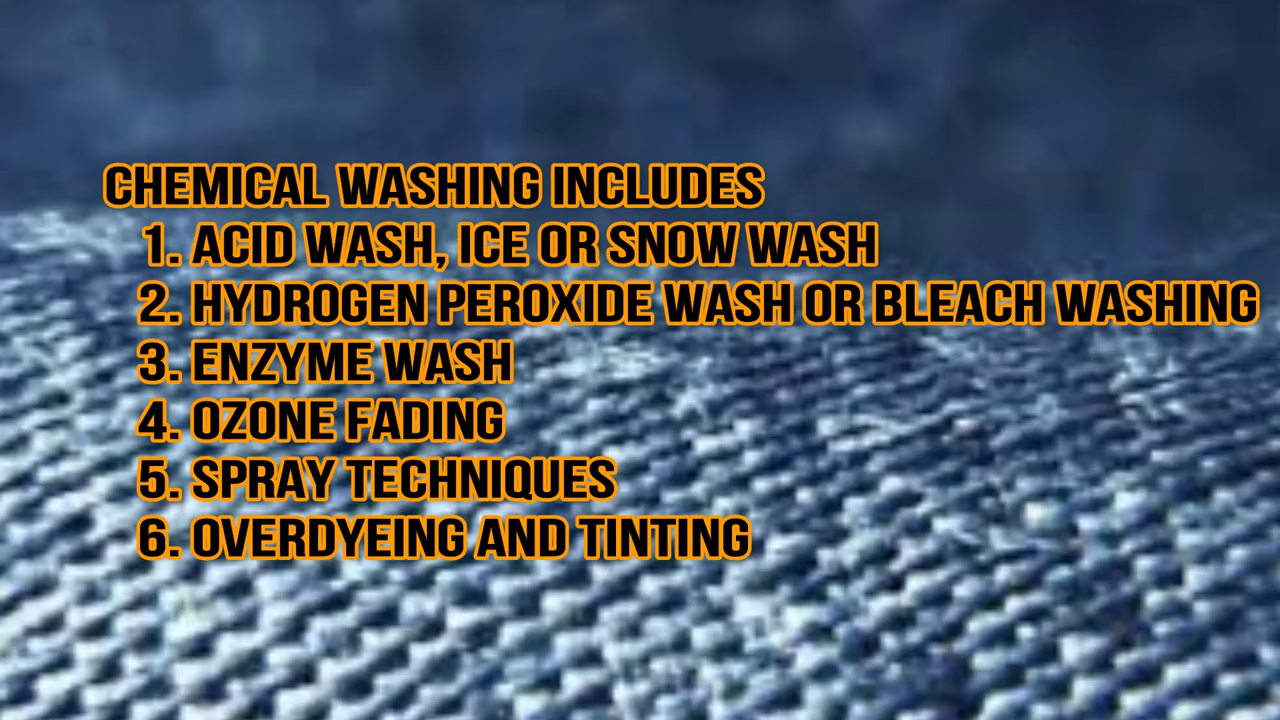 CHEMICAL WASHING INCLUDES
1. ACID WASH, ICE OR SNOW WASH
2. HYDROGEN PEROXIDE WASH OR BLEACH WASHING
3. ENZYME WASH
4. OZONE FADING
5. SPRAY TECHNIQUES
6. OVERDYEING AND TINTING